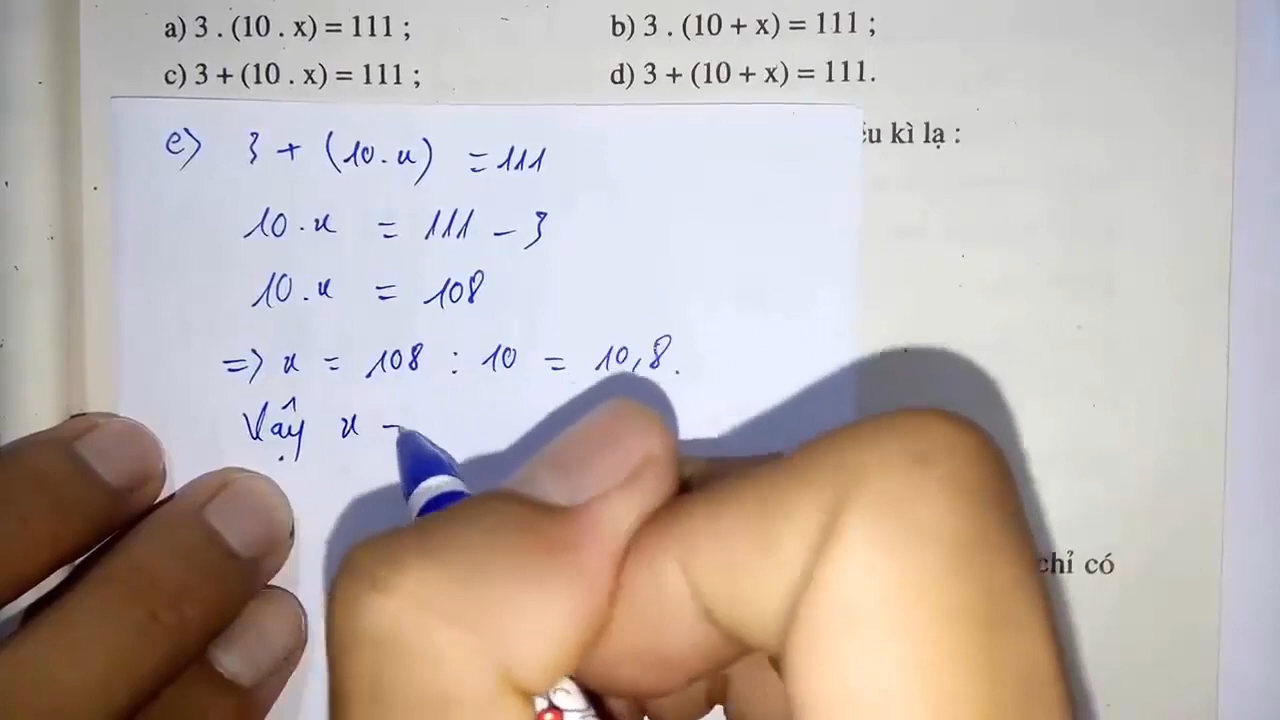 a) 3 . (10 . x) = 111 ;
b) 3 . (10 + x) = 111 ;
c) 3 + (10 . x) = 111 ;
d) 3 + (10 + x) = 111.
kì lạ :
c) 3 + (10.x) = 111
10.x = 111 - 3
10.x = 108
=> x = 108 : 10 = 10,8.
Vậy x
chỉ có